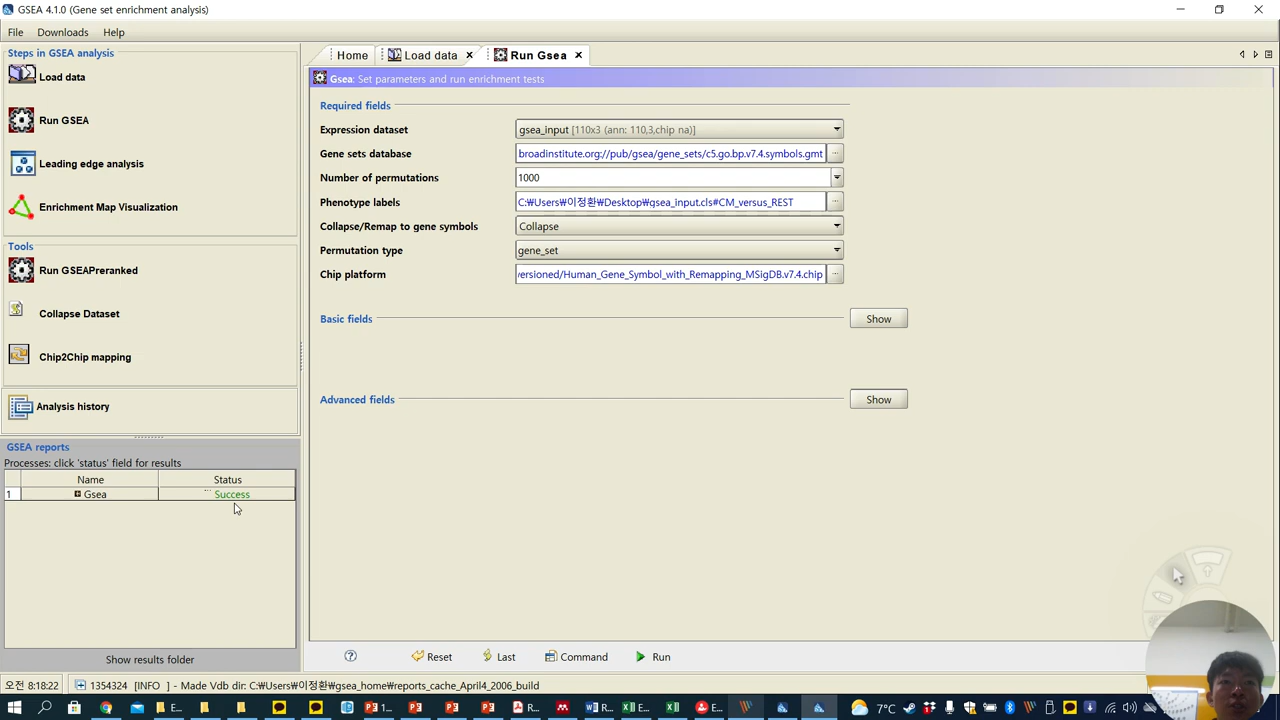 GSEA 4.1.0 (Gene set enrichment analysis)
File Downloads Help
Steps in GSEA analysis
Load data
Run GSEA
Leading edge analysis
Enrichment Map Visualization
Tools
Run GSEAPreranked
Collapse Dataset
Chip2Chip mapping
Analysis history
GSEA reports
Processes: click 'status' field for results
Name Status
1 Gsea Success
Show results folder
Home Load data Run Gsea
Gsea: Set parameters and run enrichment tests
Required fields
Expression dataset gsea_input [110x3 (ann: 110,3,chip na)]
Gene sets database broadinstitute.org://pub/gsea/gene_sets/c5.go.bp.v7.4.symbols.gmt
Number of permutations 1000
Phenotype labels C:₩Users₩이정환₩Desktop₩gsea_input.cls#CM_versus_REST
Collapse/Remap to gene symbols Collapse
Permutation type gene_set
Chip platform versioned/Human_Gene_Symbol_with_Remapping_MSigDB.v7.4.chip
Basic fields Show
Advanced fields Show
Reset Last Command Run
오전 8:18:22 1354324 [INFO ] - Made Vdb dir: C:₩Users₩이정환₩gsea_home₩reports_cache_April4_2006_build
7°C